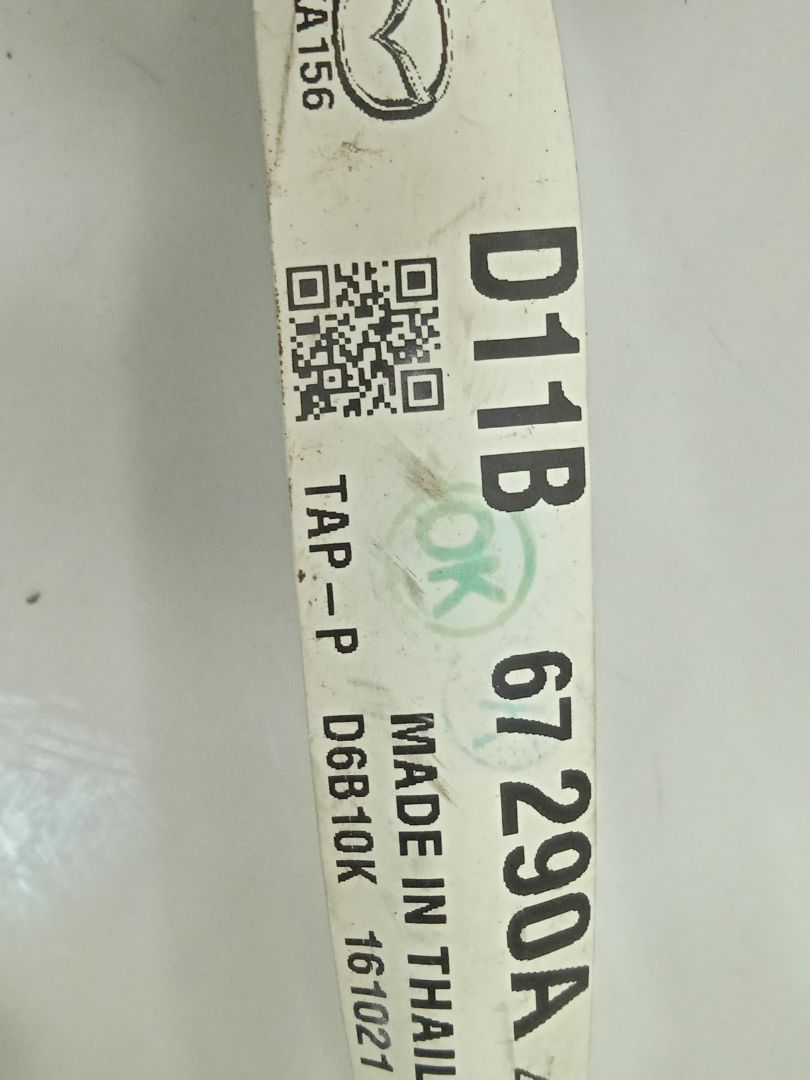 A156
D11B 67 290A
OK
MADE IN THAIL
TAP-P D6B10K 161021